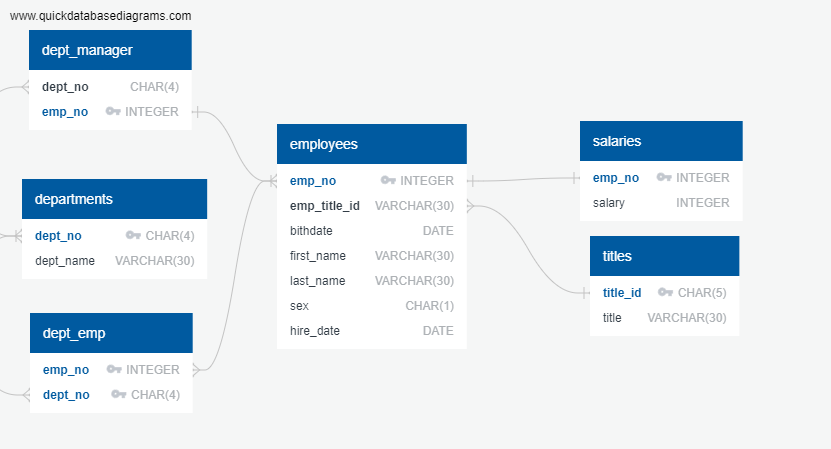 www.quickdatabasediagrams.com
dept_manager
dept_no CHAR(4)
emp_no INTEGER
departments
dept_no CHAR(4)
dept_name VARCHAR(30)
dept_emp
emp_no INTEGER
dept_no CHAR(4)
employees
emp_no INTEGER
emp_title_id VARCHAR(30)
bithdate DATE
first_name VARCHAR(30)
last_name VARCHAR(30)
sex CHAR(1)
hire_date DATE
salaries
emp_no INTEGER
salary INTEGER
titles
title_id CHAR(5)
title VARCHAR(30)